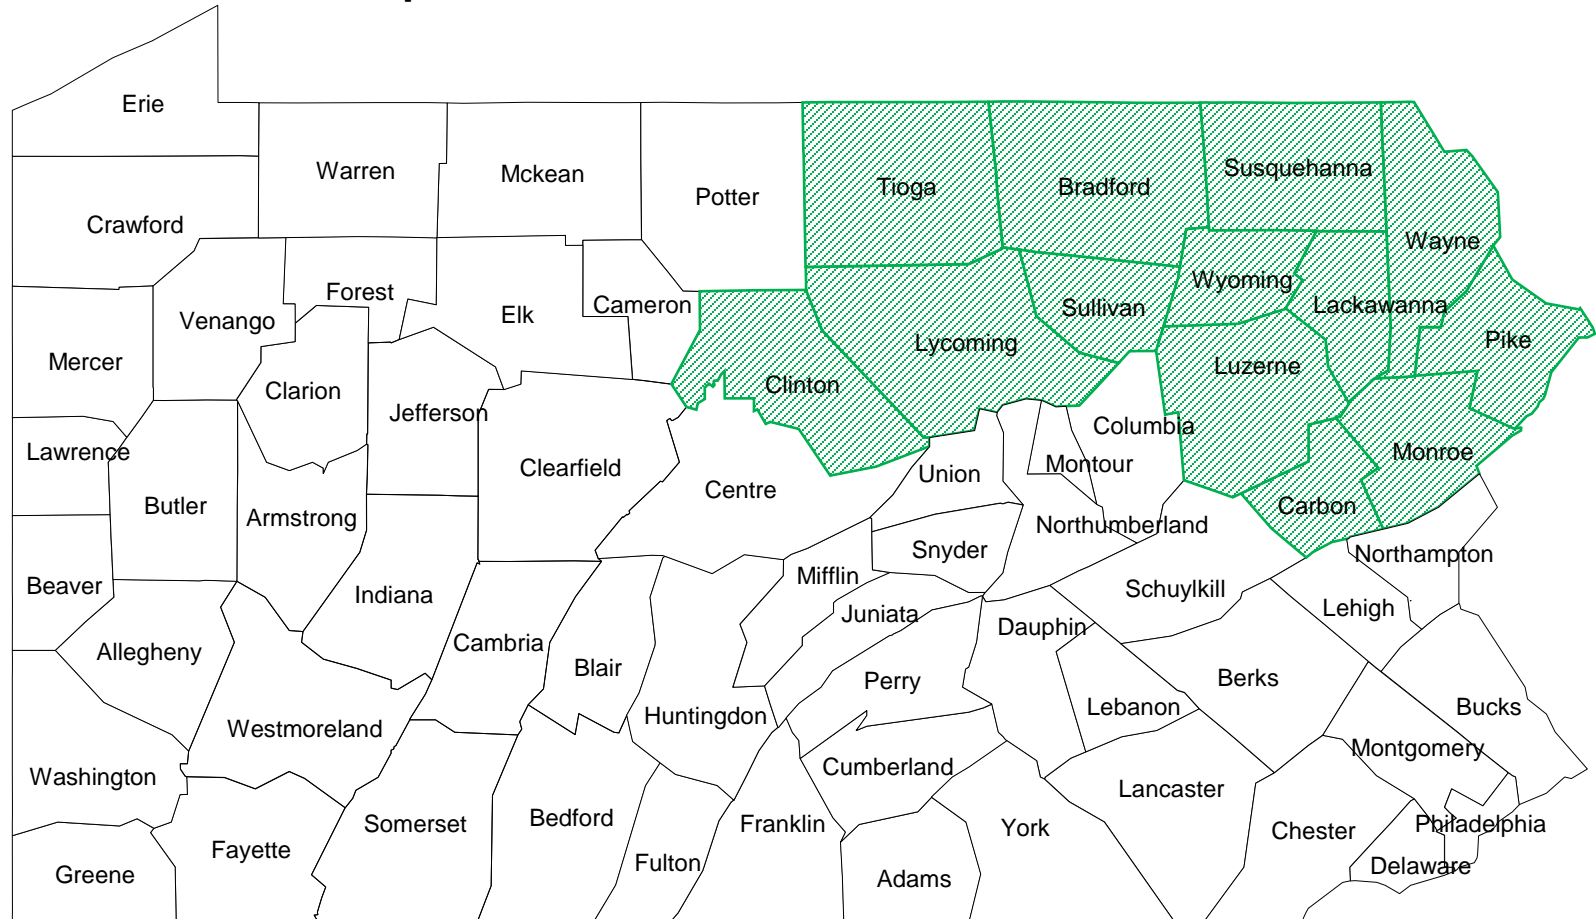 Erie
Warren
Mckean
Potter
Tioga
Bradford
Susquehanna
Crawford
Wayne
Forest
Wyoming
Venango
Elk
Cameron
Sullivan
Lackawanna
Mercer
Lycoming
Pike
Clarion
Clinton
Luzerne
Jefferson
Lawrence
Columbia
Clearfield
Montour
Monroe
Butler
Centre
Union
Armstrong
Carbon
Northumberland
Beaver
Snyder
Northampton
Indiana
Mifflin
Schuylkill
Allegheny
Cambria
Juniata
Dauphin
Lehigh
Blair
Perry
Berks
Westmoreland
Huntingdon
Lebanon
Bucks
Washington
Cumberland
Montgomery
Lancaster
Greene
Fayette
Somerset
Bedford
Franklin
York
Chester
Philadelphia
Fulton
Adams
Delaware